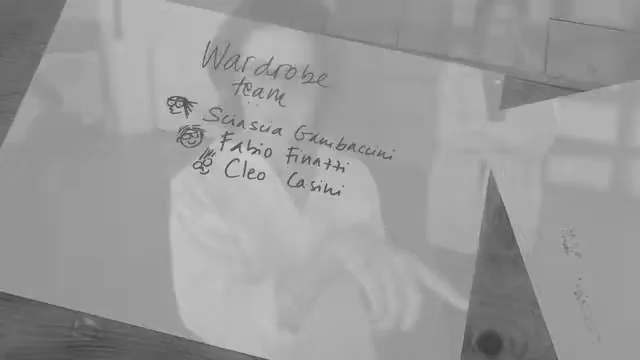 Wardrobe
team
Sciascia Gambaccini
Fabio Finatti
Cleo Casini